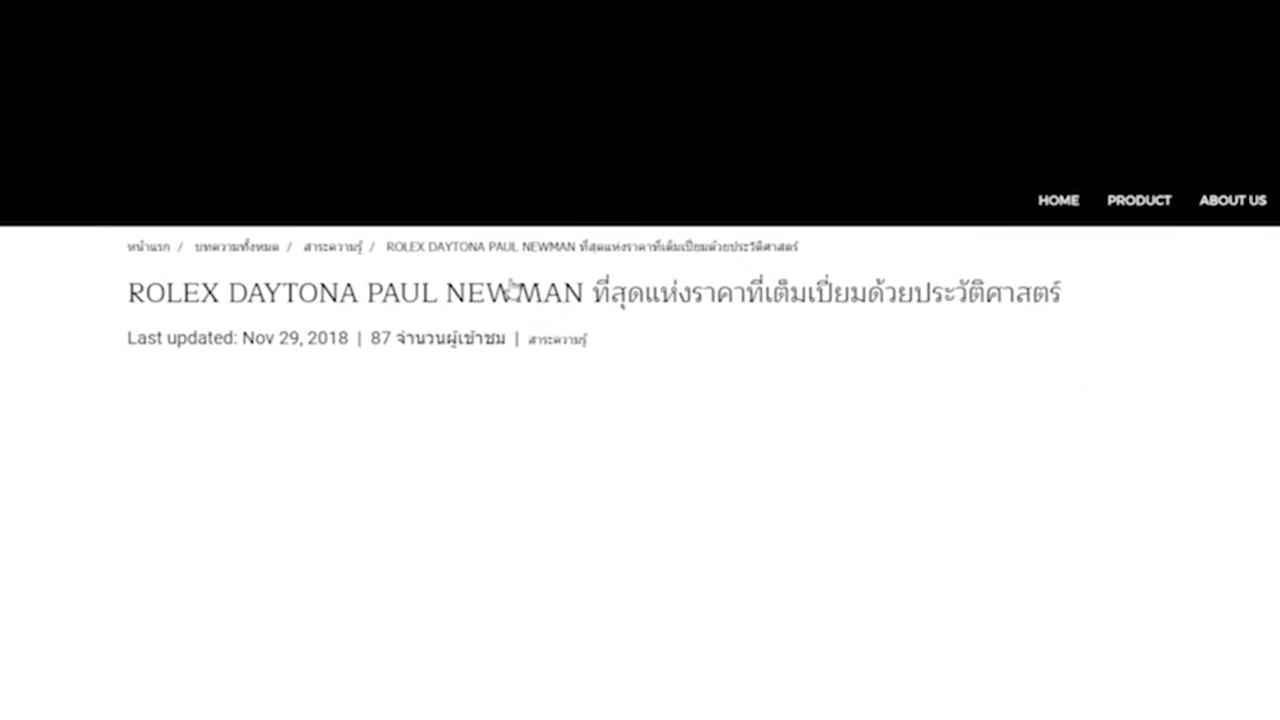 HOME PRODUCT ABOUT US
หน้าแรก / บทความทั้งหมด / สาระความรู้ / ROLEX DAYTONA PAUL NEWMAN ที่สุดแห่งราคาที่เต็มเปี่ยมด้วยประวัติศาสตร์
ROLEX DAYTONA PAUL NEWMAN ที่สุดแห่งราคาที่เต็มเปี่ยมด้วยประวัติศาสตร์
Last updated: Nov 29, 2018 | 87 จำนวนผู้เข้าชม | สาระความรู้